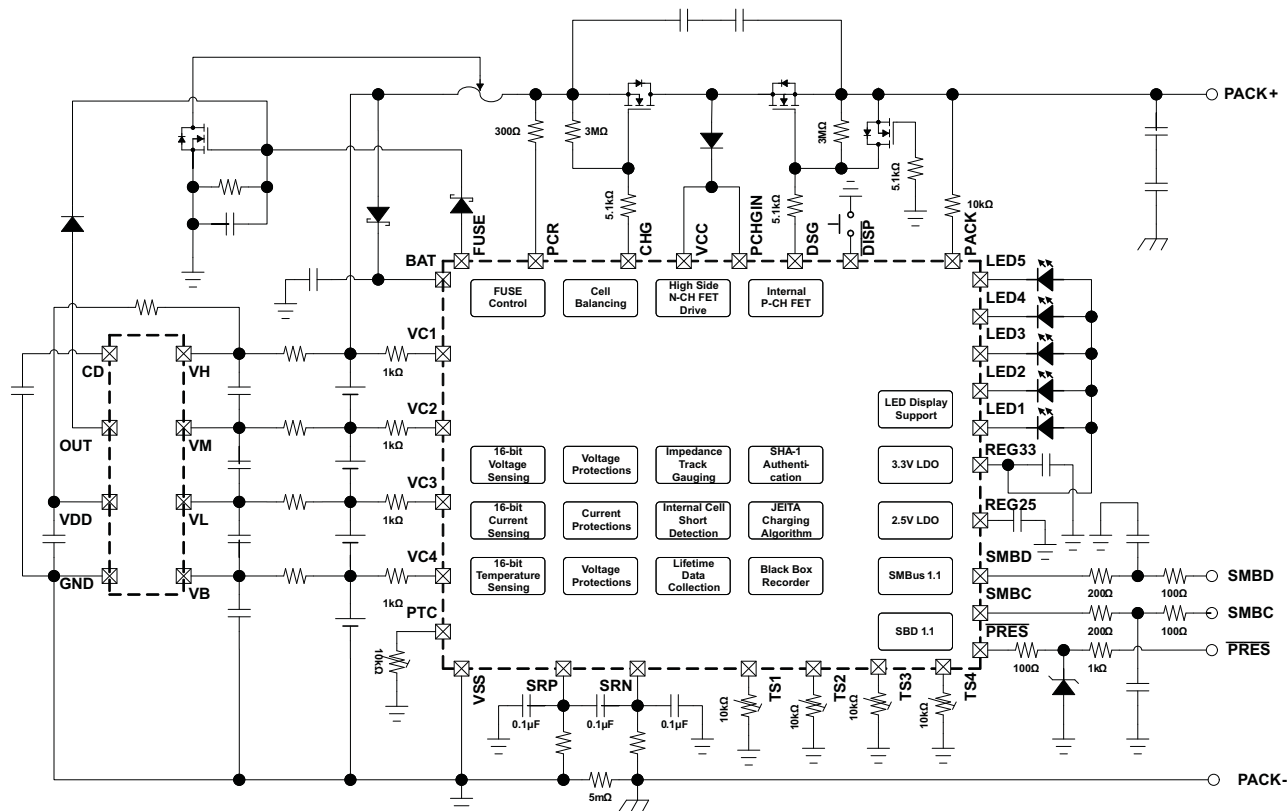 PACK+
300Ω
3MΩ
3MΩ
5.1kΩ
5.1kΩ
5.1kΩ
10kΩ
FUSE
PCR
CHG
VCC
PCHGIN
DSG
DISP
PACK
BAT
LED5
FUSE
Control
Cell
Balancing
High Side
N-CH FET
Drive
Internal
P-CH FET
LED4
VC1
LED3
CD
VH
1kΩ
LED2
LED Display
Support
VC2
LED1
OUT
VM
1kΩ
REG33
16-bit
Voltage
Sensing
Voltage
Protections
Impedance
Track
Gauging
SHA-1
Authenti-
cation
3.3V LDO
VC3
REG25
VDD
VL
1kΩ
16-bit
Current
Sensing
Current
Protections
Internal Cell
Short
Detection
JEITA
Charging
Algorithm
2.5V LDO
VC4
SMBD
GND
VB
1kΩ
16-bit
Temperature
Sensing
Voltage
Protections
Lifetime
Data
Collection
Black Box
Recorder
SMBus 1.1
200Ω
100Ω
SMBD
SMBC
PTC
200Ω
100Ω
SMBC
SBD 1.1
PRES
10kΩ
100Ω
1kΩ
PRES
VSS
SRP
SRN
TS1
TS2
TS3
TS4
0.1µF
0.1µF
0.1µF
10kΩ
10kΩ
10kΩ
10kΩ
5mΩ
PACK-